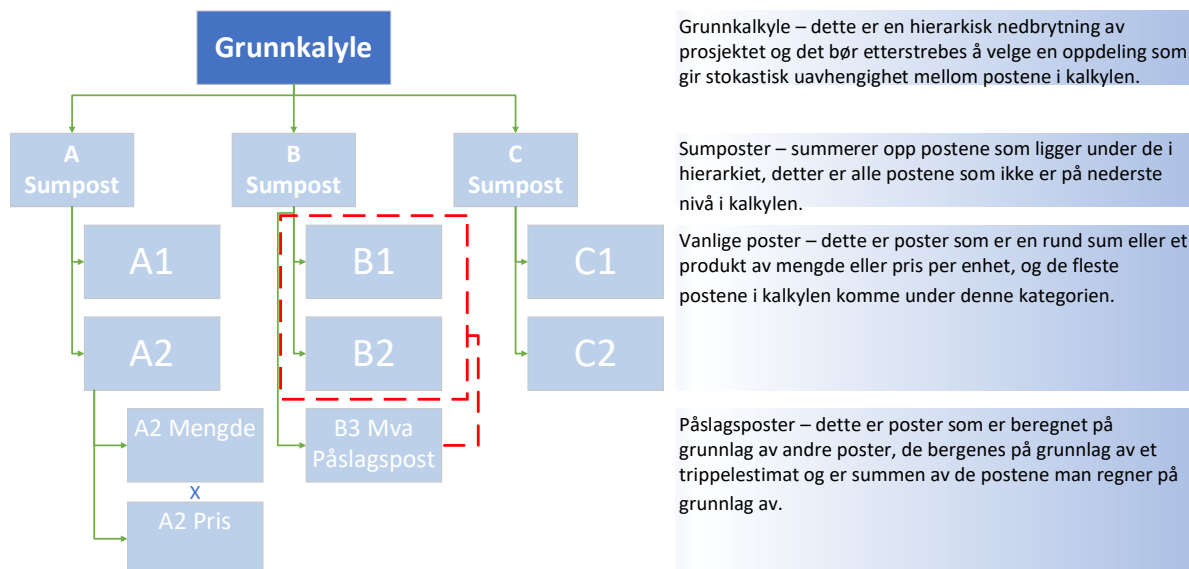 Grunnkalyle
A
Sumpost
B
Sumpost
C
Sumpost
A1
B1
C1
A2
B2
C2
A2 Mengde
X
A2 Pris
B3 Mva
Påslagspost
Grunnkalkyle – dette er en hierarkisk nedbrytning av
prosjektet og det bør etterstrebes å velge en oppdeling som
gir stokastisk uavhengighet mellom postene i kalkylen.
Sumposter – summerer opp postene som ligger under de i
hierarkiet, detter er alle postene som ikke er på nederste
nivå i kalkylen.
Vanlige poster – dette er poster som er en rund sum eller et
produkt av mengde eller pris per enhet, og de fleste
postene i kalkylen komme under denne kategorien.
Påslagsposter – dette er poster som er beregnet på
grunnlag av andre poster, de bergenes på grunnlag av et
trippelestimat og er summen av de postene man regner på
grunnlag av.